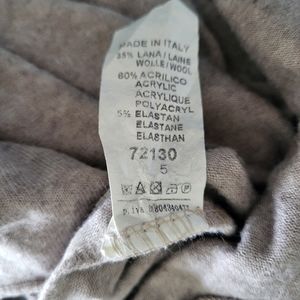 MADE IN ITALY
35% LANA/LAINE
WOLLE/WOOL
60% ACRILICO
ACRYLIC
ACRYLIQUE
POLYACRYL
5% ELASTAN
ELASTANE
ELASTHAN
72130
5
P.IVA